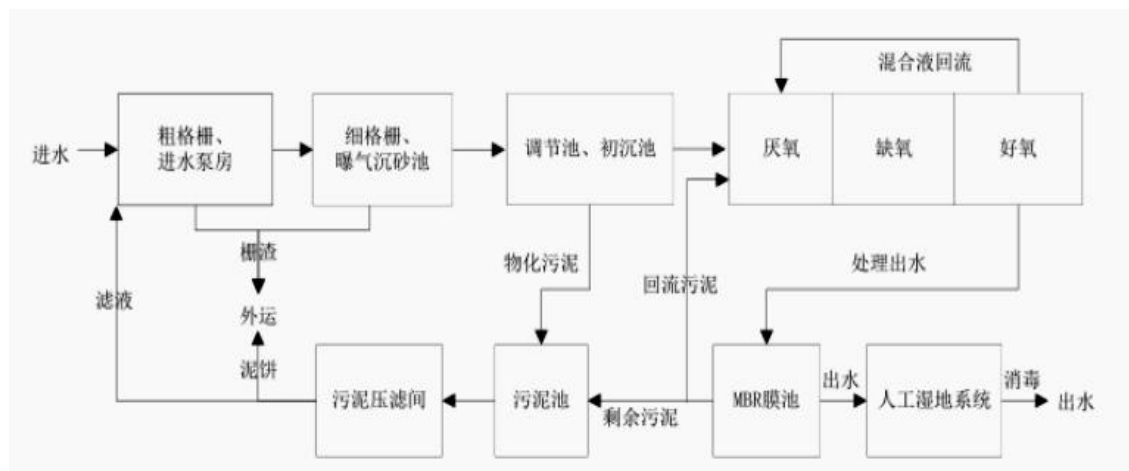 混合液回流
进水
粗格栅、
进水泵房
细格栅、
曝气沉砂池
调节池、初沉池
厌氧
缺氧
好氧
栅渣
物化污泥
回流污泥
处理出水
滤液
外运
泥饼
污泥压滤间
污泥池
剩余污泥
MBR膜池
出水
人工湿地系统
消毒
出水